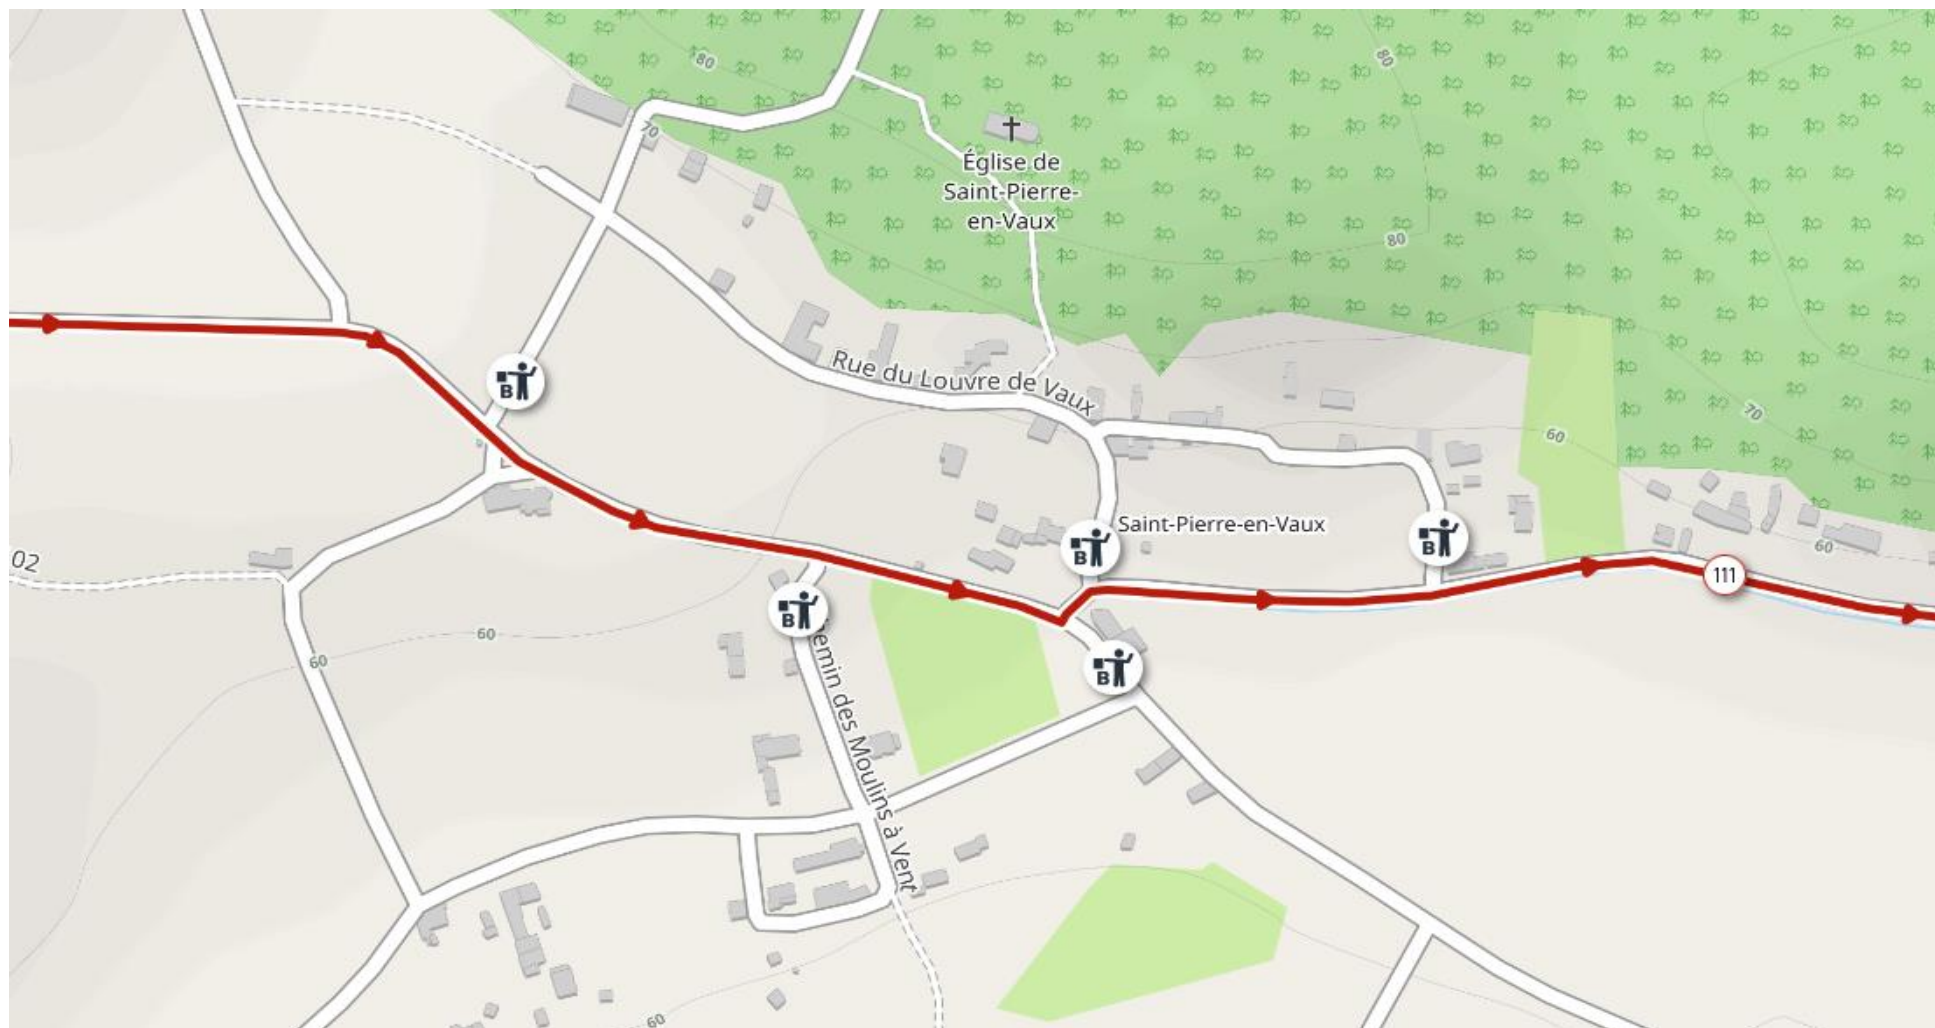 80
80
70
Église de
Saint-Pierre-
en-Vaux
80
Rue du Louvre de Vaux
B
70
60
Saint-Pierre-en-Vaux
B
B
60
02
111
B
60
60
B
hemin des Moulins à Vent
60